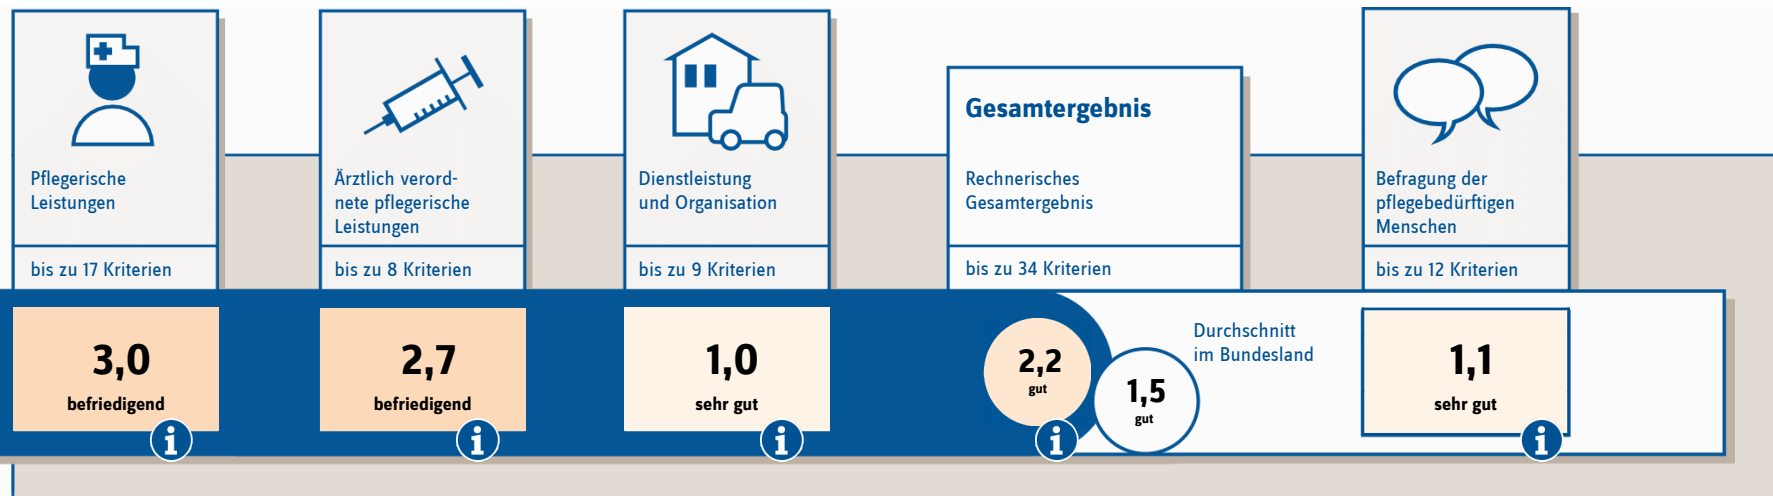 Pflegerische
Leistungen
bis zu 17 Kriterien
3,0
befriedigend
i
Ärztlich verord-
nete pflegerische
Leistungen
bis zu 8 Kriterien
2,7
befriedigend
i
Dienstleistung
und Organisation
bis zu 9 Kriterien
1,0
sehr gut
i
Gesamtergebnis
Rechnerisches
Gesamtergebnis
bis zu 34 Kriterien
2,2
gut
i
1,5
gut
Durchschnitt
im Bundesland
Befragung der
pflegebedürftigen
Menschen
bis zu 12 Kriterien
1,1
sehr gut
i